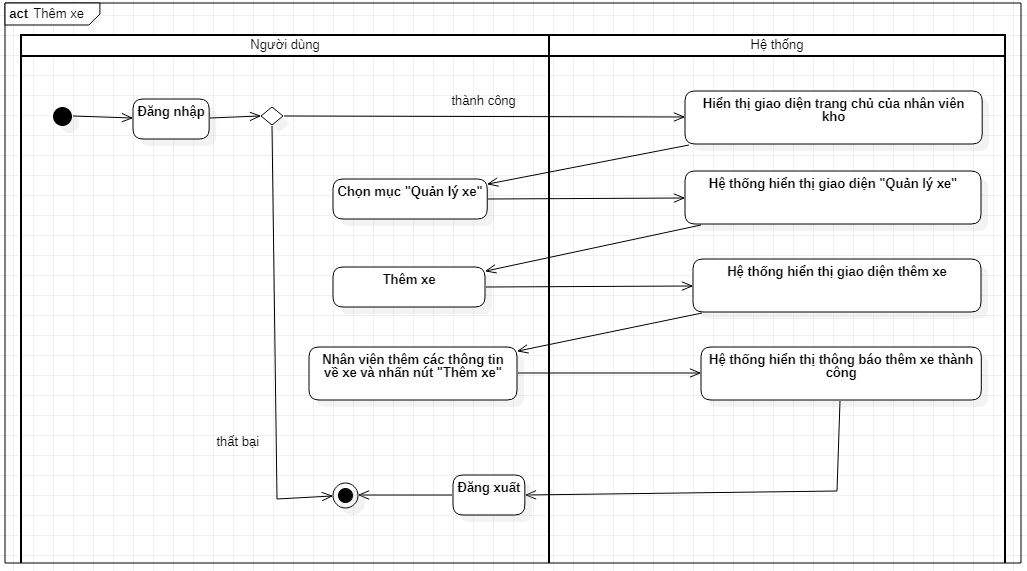 act Thêm xe
Người dùng
Hệ thống
Đăng nhập
thành công
Hiển thị giao diện trang chủ của nhân viên
kho
Chọn mục "Quản lý xe"
Hệ thống hiển thị giao diện "Quản lý xe"
Thêm xe
Hệ thống hiển thị giao diện thêm xe
Nhân viên thêm các thông tin
về xe và nhấn nút "Thêm xe"
Hệ thống hiển thị thông báo thêm xe thành
công
thất bại
Đăng xuất